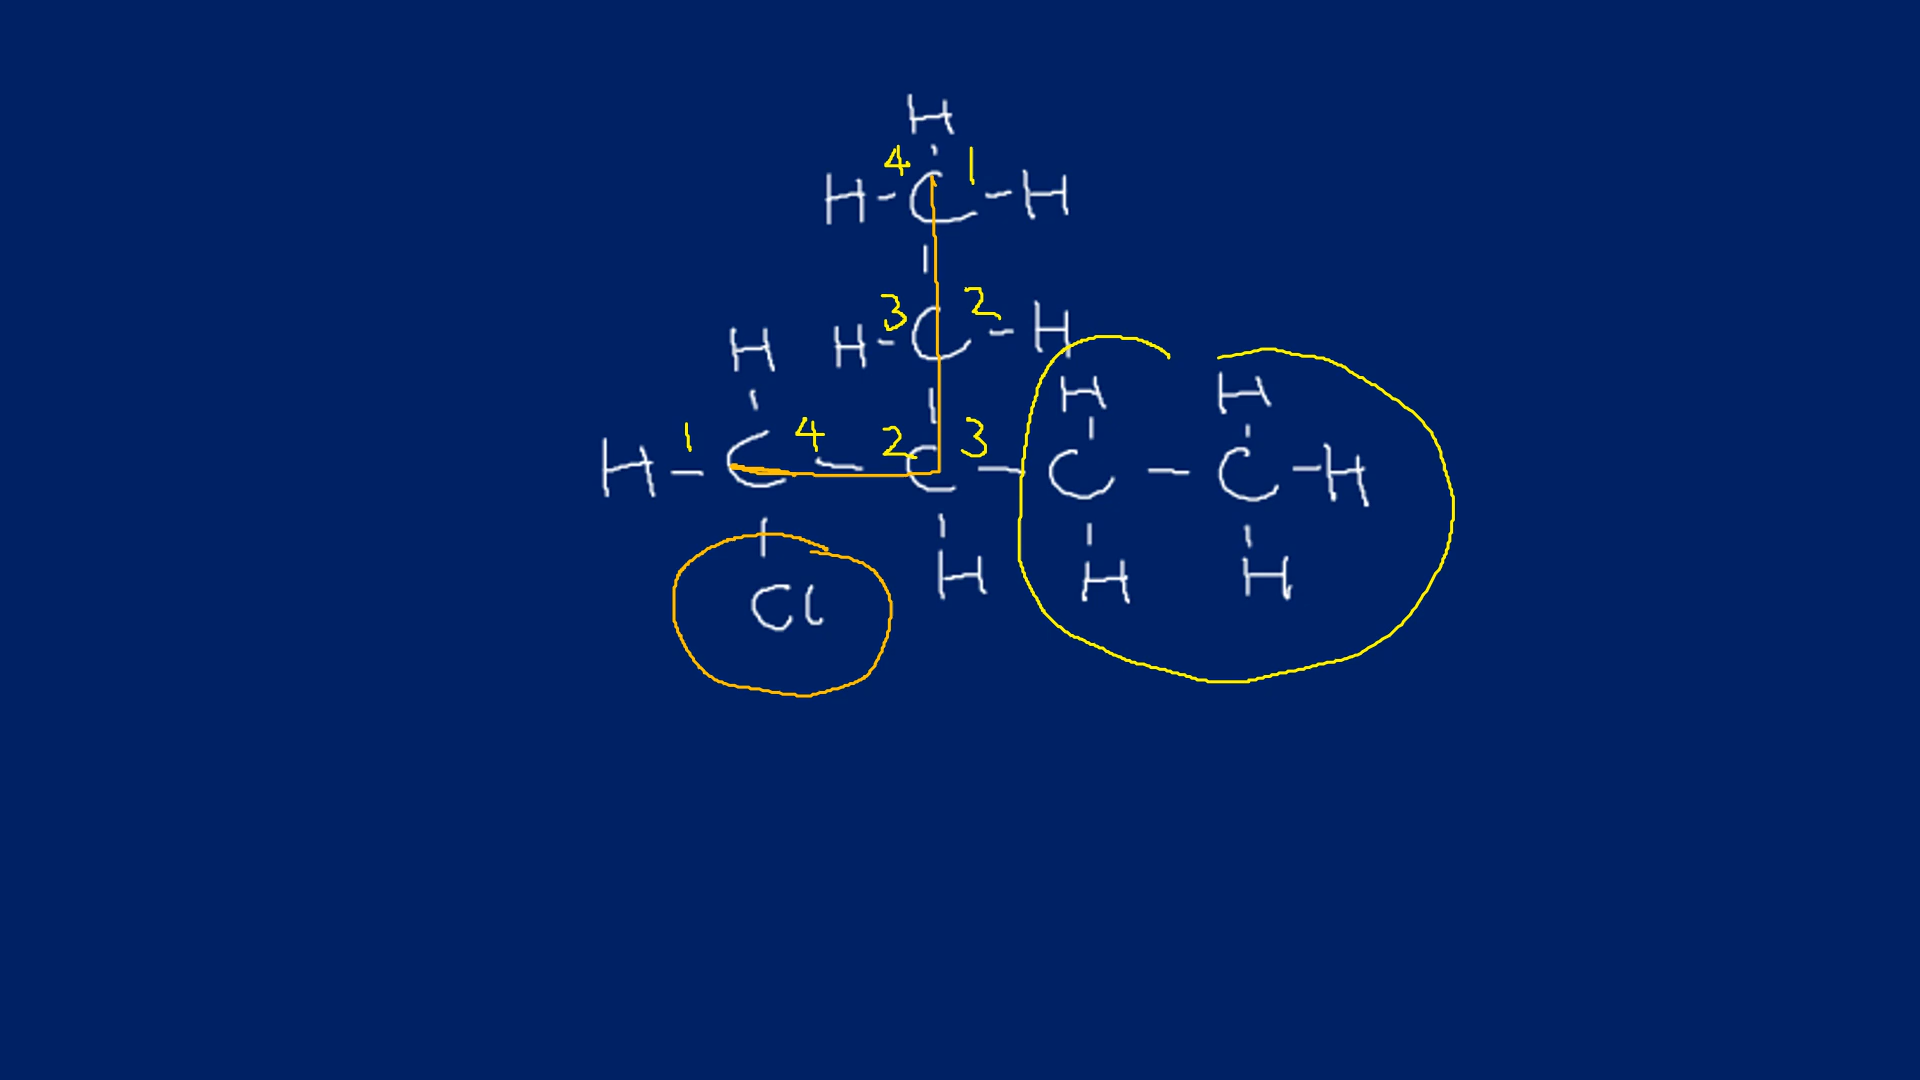 H
4 1
H-C-H
3 2
H H-C-H
H H
1 4 2 3
H-C-C-C-C-H
Cl H H H